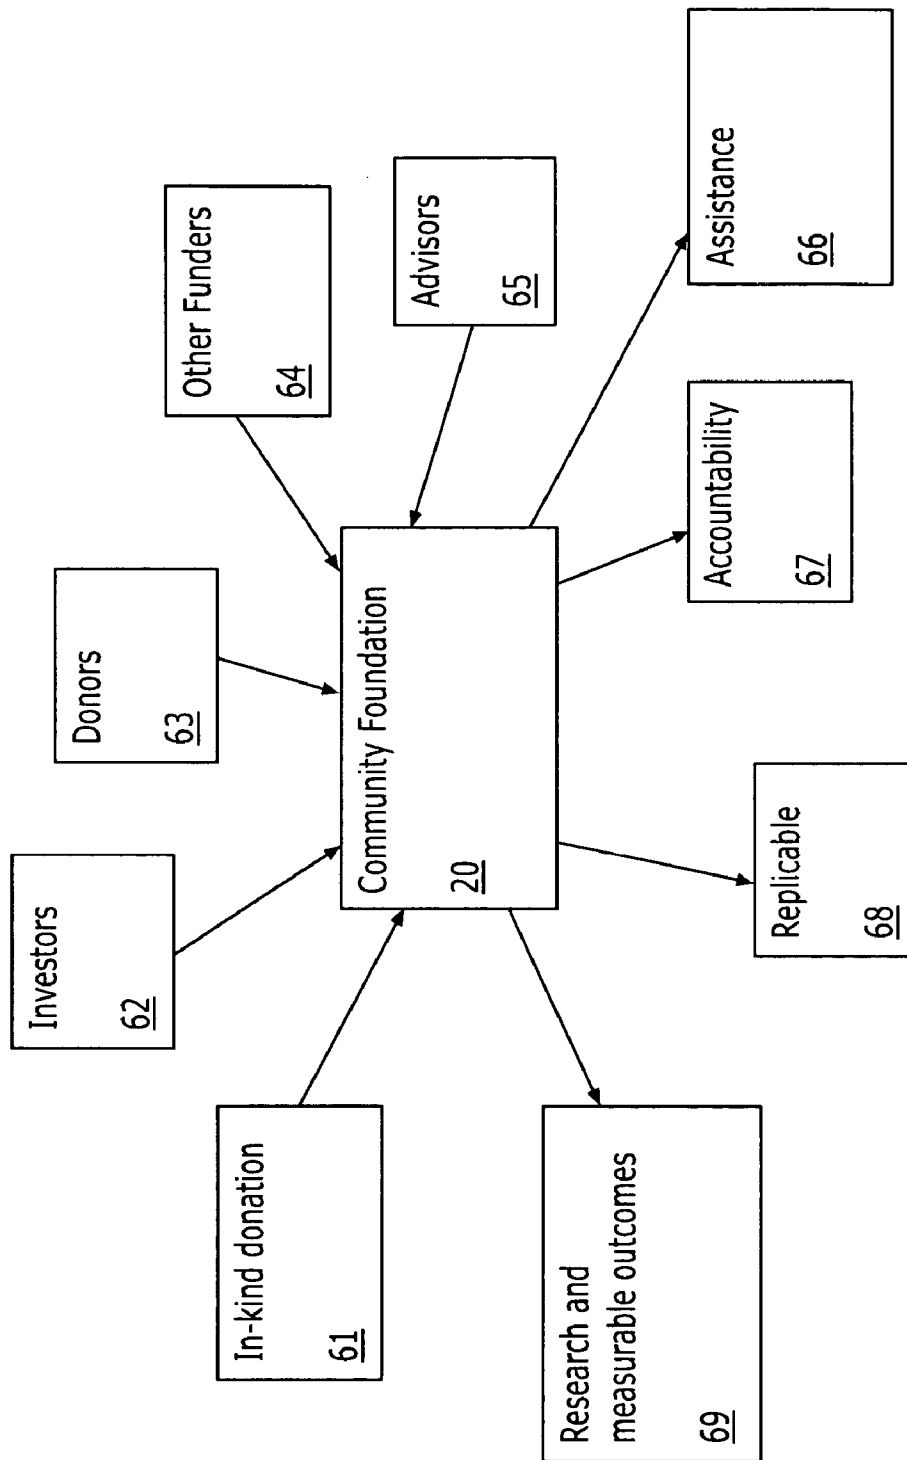 In-kind donation
61
Investors
62
Donors
63
Other Funders
64
Advisors
65
Community Foundation
20
Research and
measurable outcomes
69
Replicable
68
Accountability
67
Assistance
66